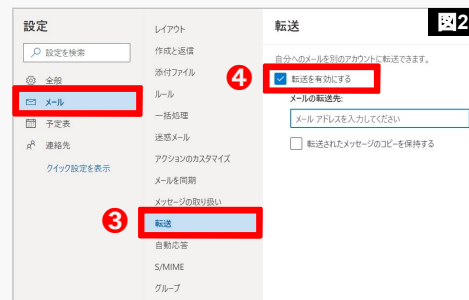 設定
設定を検索
全般
メール
予定表
連絡先
クイック設定を表示
レイアウト
作成と返信
添付ファイル
ルール
一括処理
迷惑メール
アクションのカスタマイズ
メールを同期
メッセージの取り扱い
❸
転送
自動応答
S/MIME
グループ
転送
図2
自分へのメールを別のアカウントに転送できます。
❹
転送を有効にする
メールの転送先:
メール アドレスを入力してください
転送されたメッセージのコピーを保持する